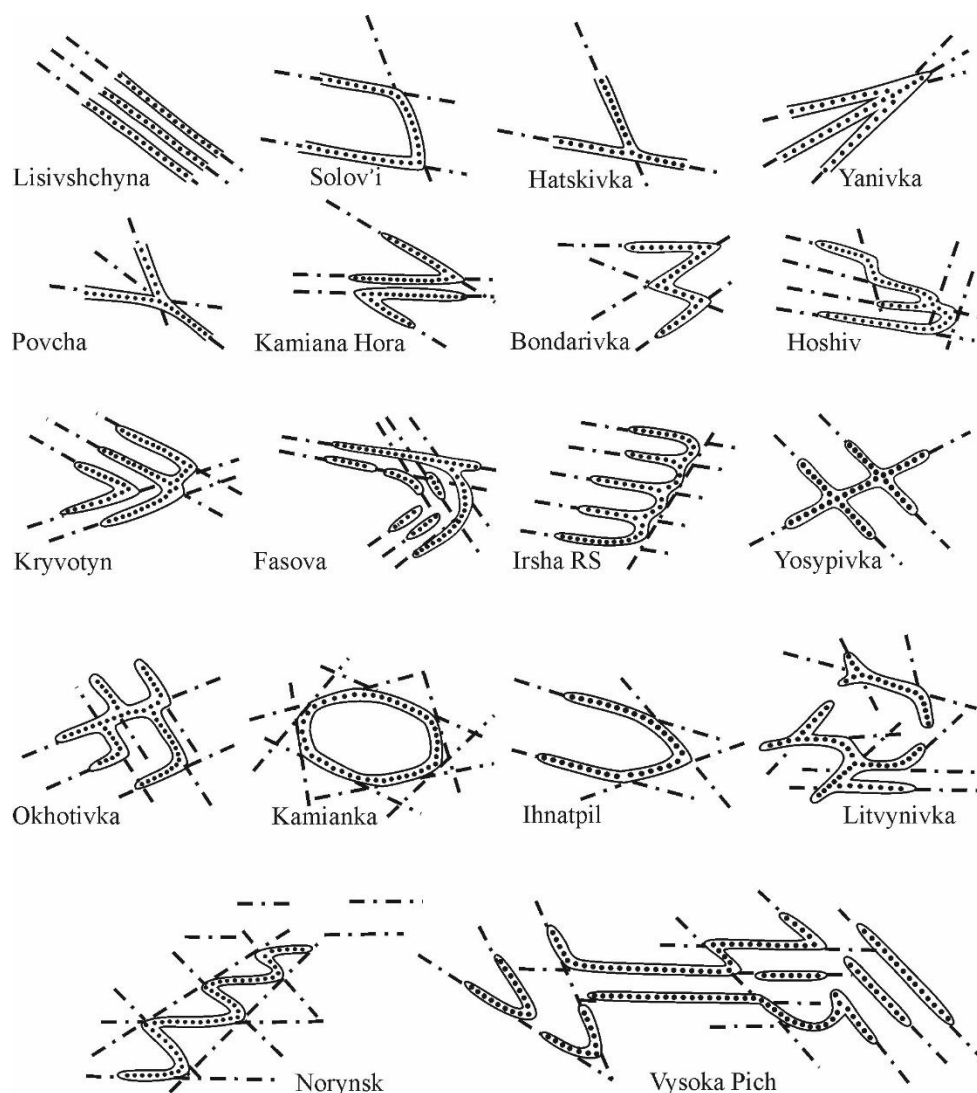 Lisivshchyna Solov'i Hatskivka Yanivka
Povcha Kamiana Hora Bondarivka Hoshiv
Kryvotyn Fasova Irsha RS Yosypivka
Okhotivka Kamianka Ihnatpil Litvynivka
Norynsk Vysoka Pich